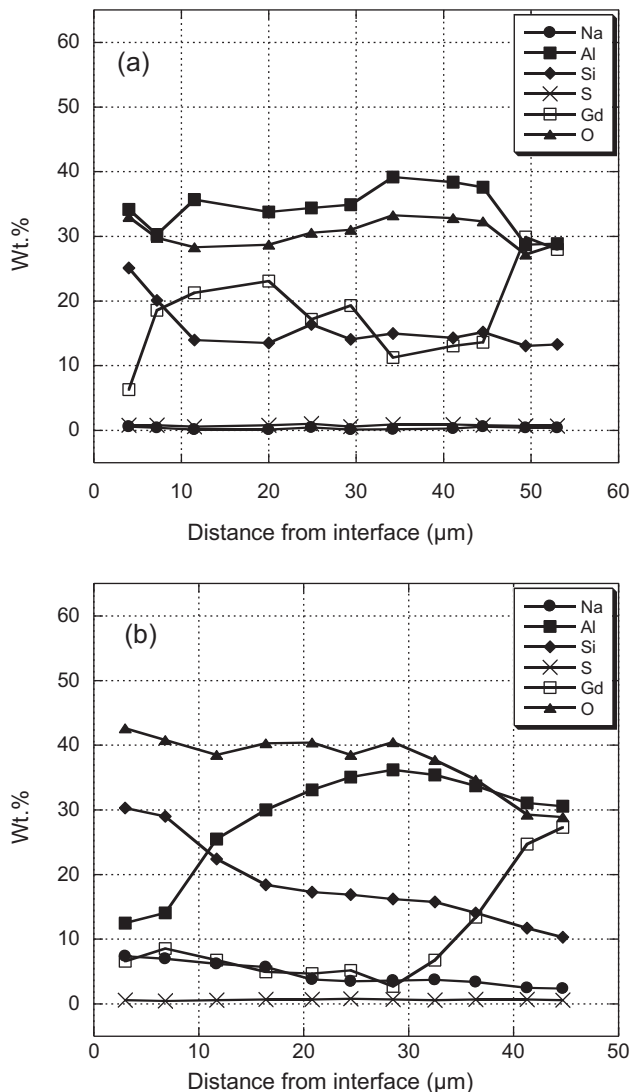 60
50
40
30
20
10
0
Wt.%
(a)
Na
Al
Si
S
Gd
O
0 10 20 30 40 50 60
Distance from interface (µm)
60
50
40
30
20
10
0
Wt.%
(b)
Na
Al
Si
S
Gd
O
0 10 20 30 40 50
Distance from interface (µm)